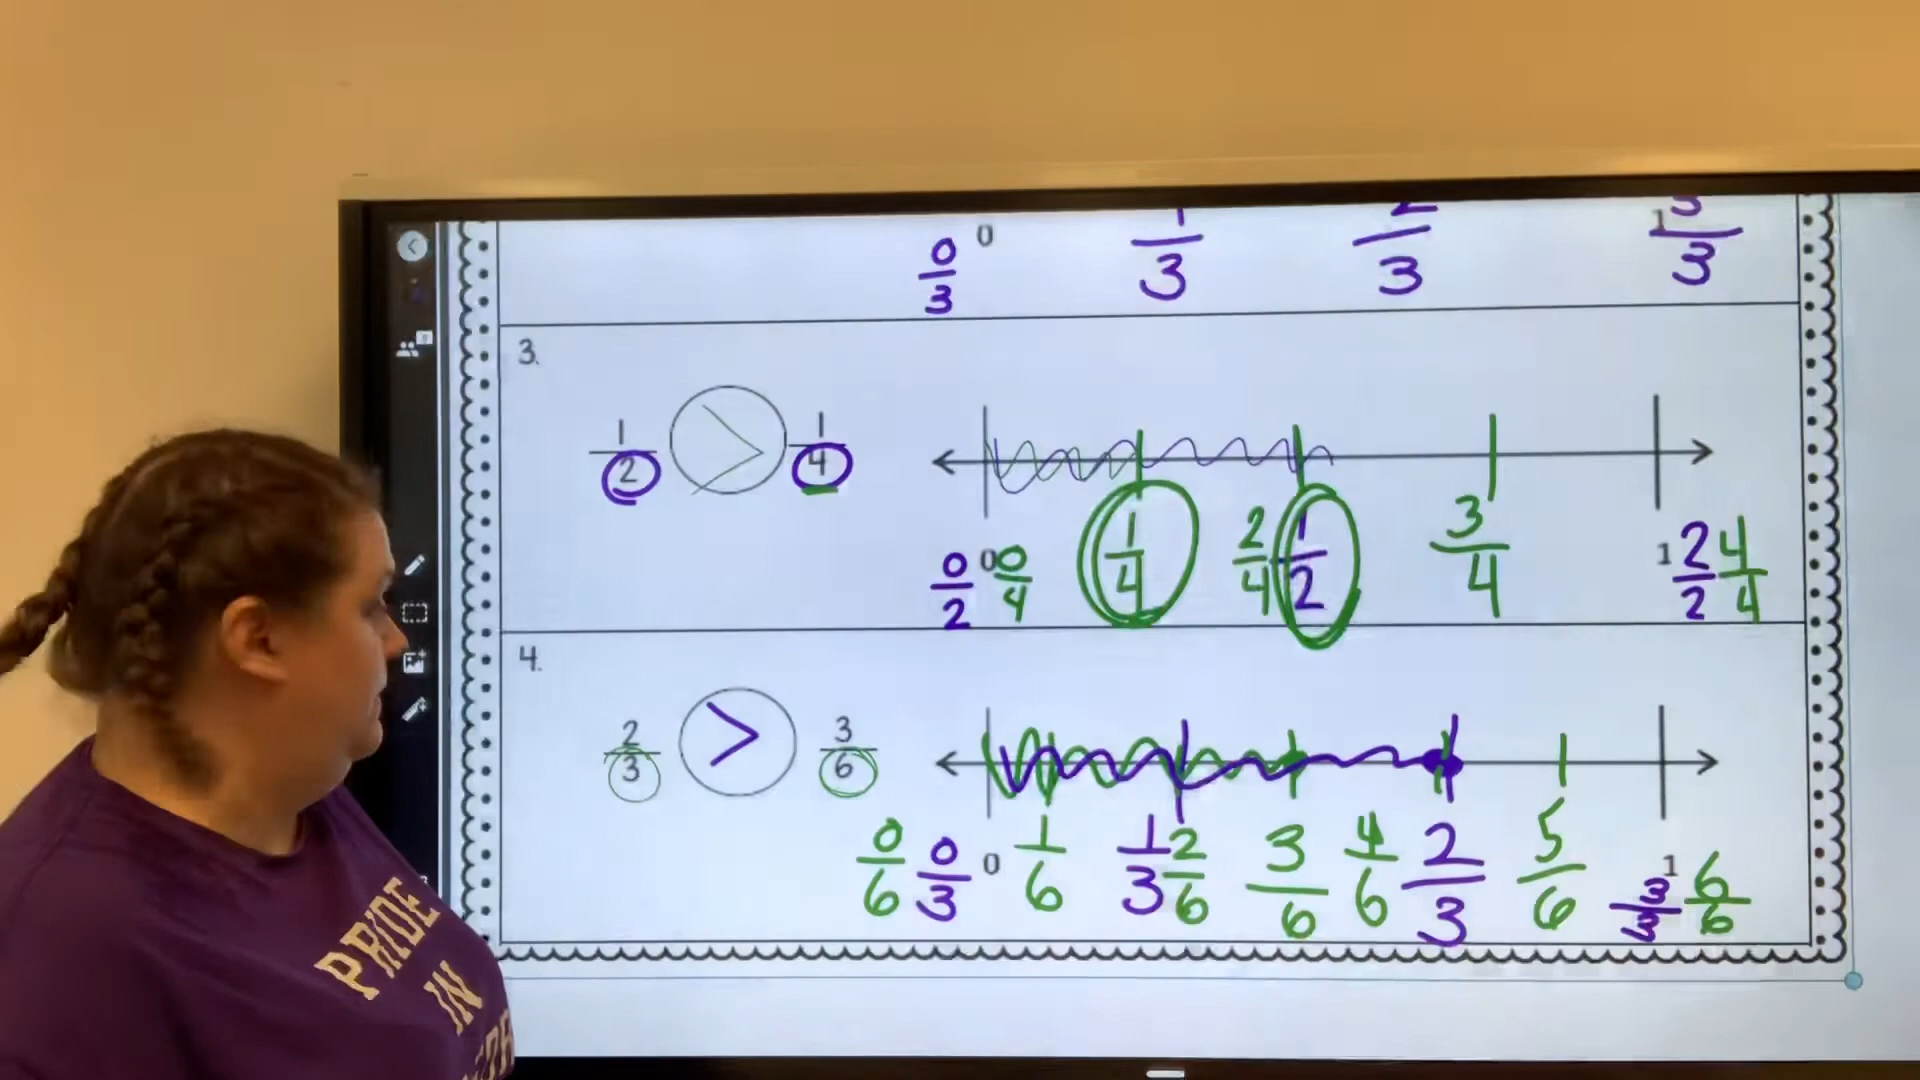 0/3 0 1/3 2/3 1 3/3
3.
1/2 > 1/4
0/2 0 0/4 1/4 2/4 1/2 3/4 1 2/2 4/4
4.
2/3 > 3/6
0/6 0/3 0 1/6 1/3 2/6 3/6 4/6 2/3 5/6 3/3 1 6/6
PRIDE
IN